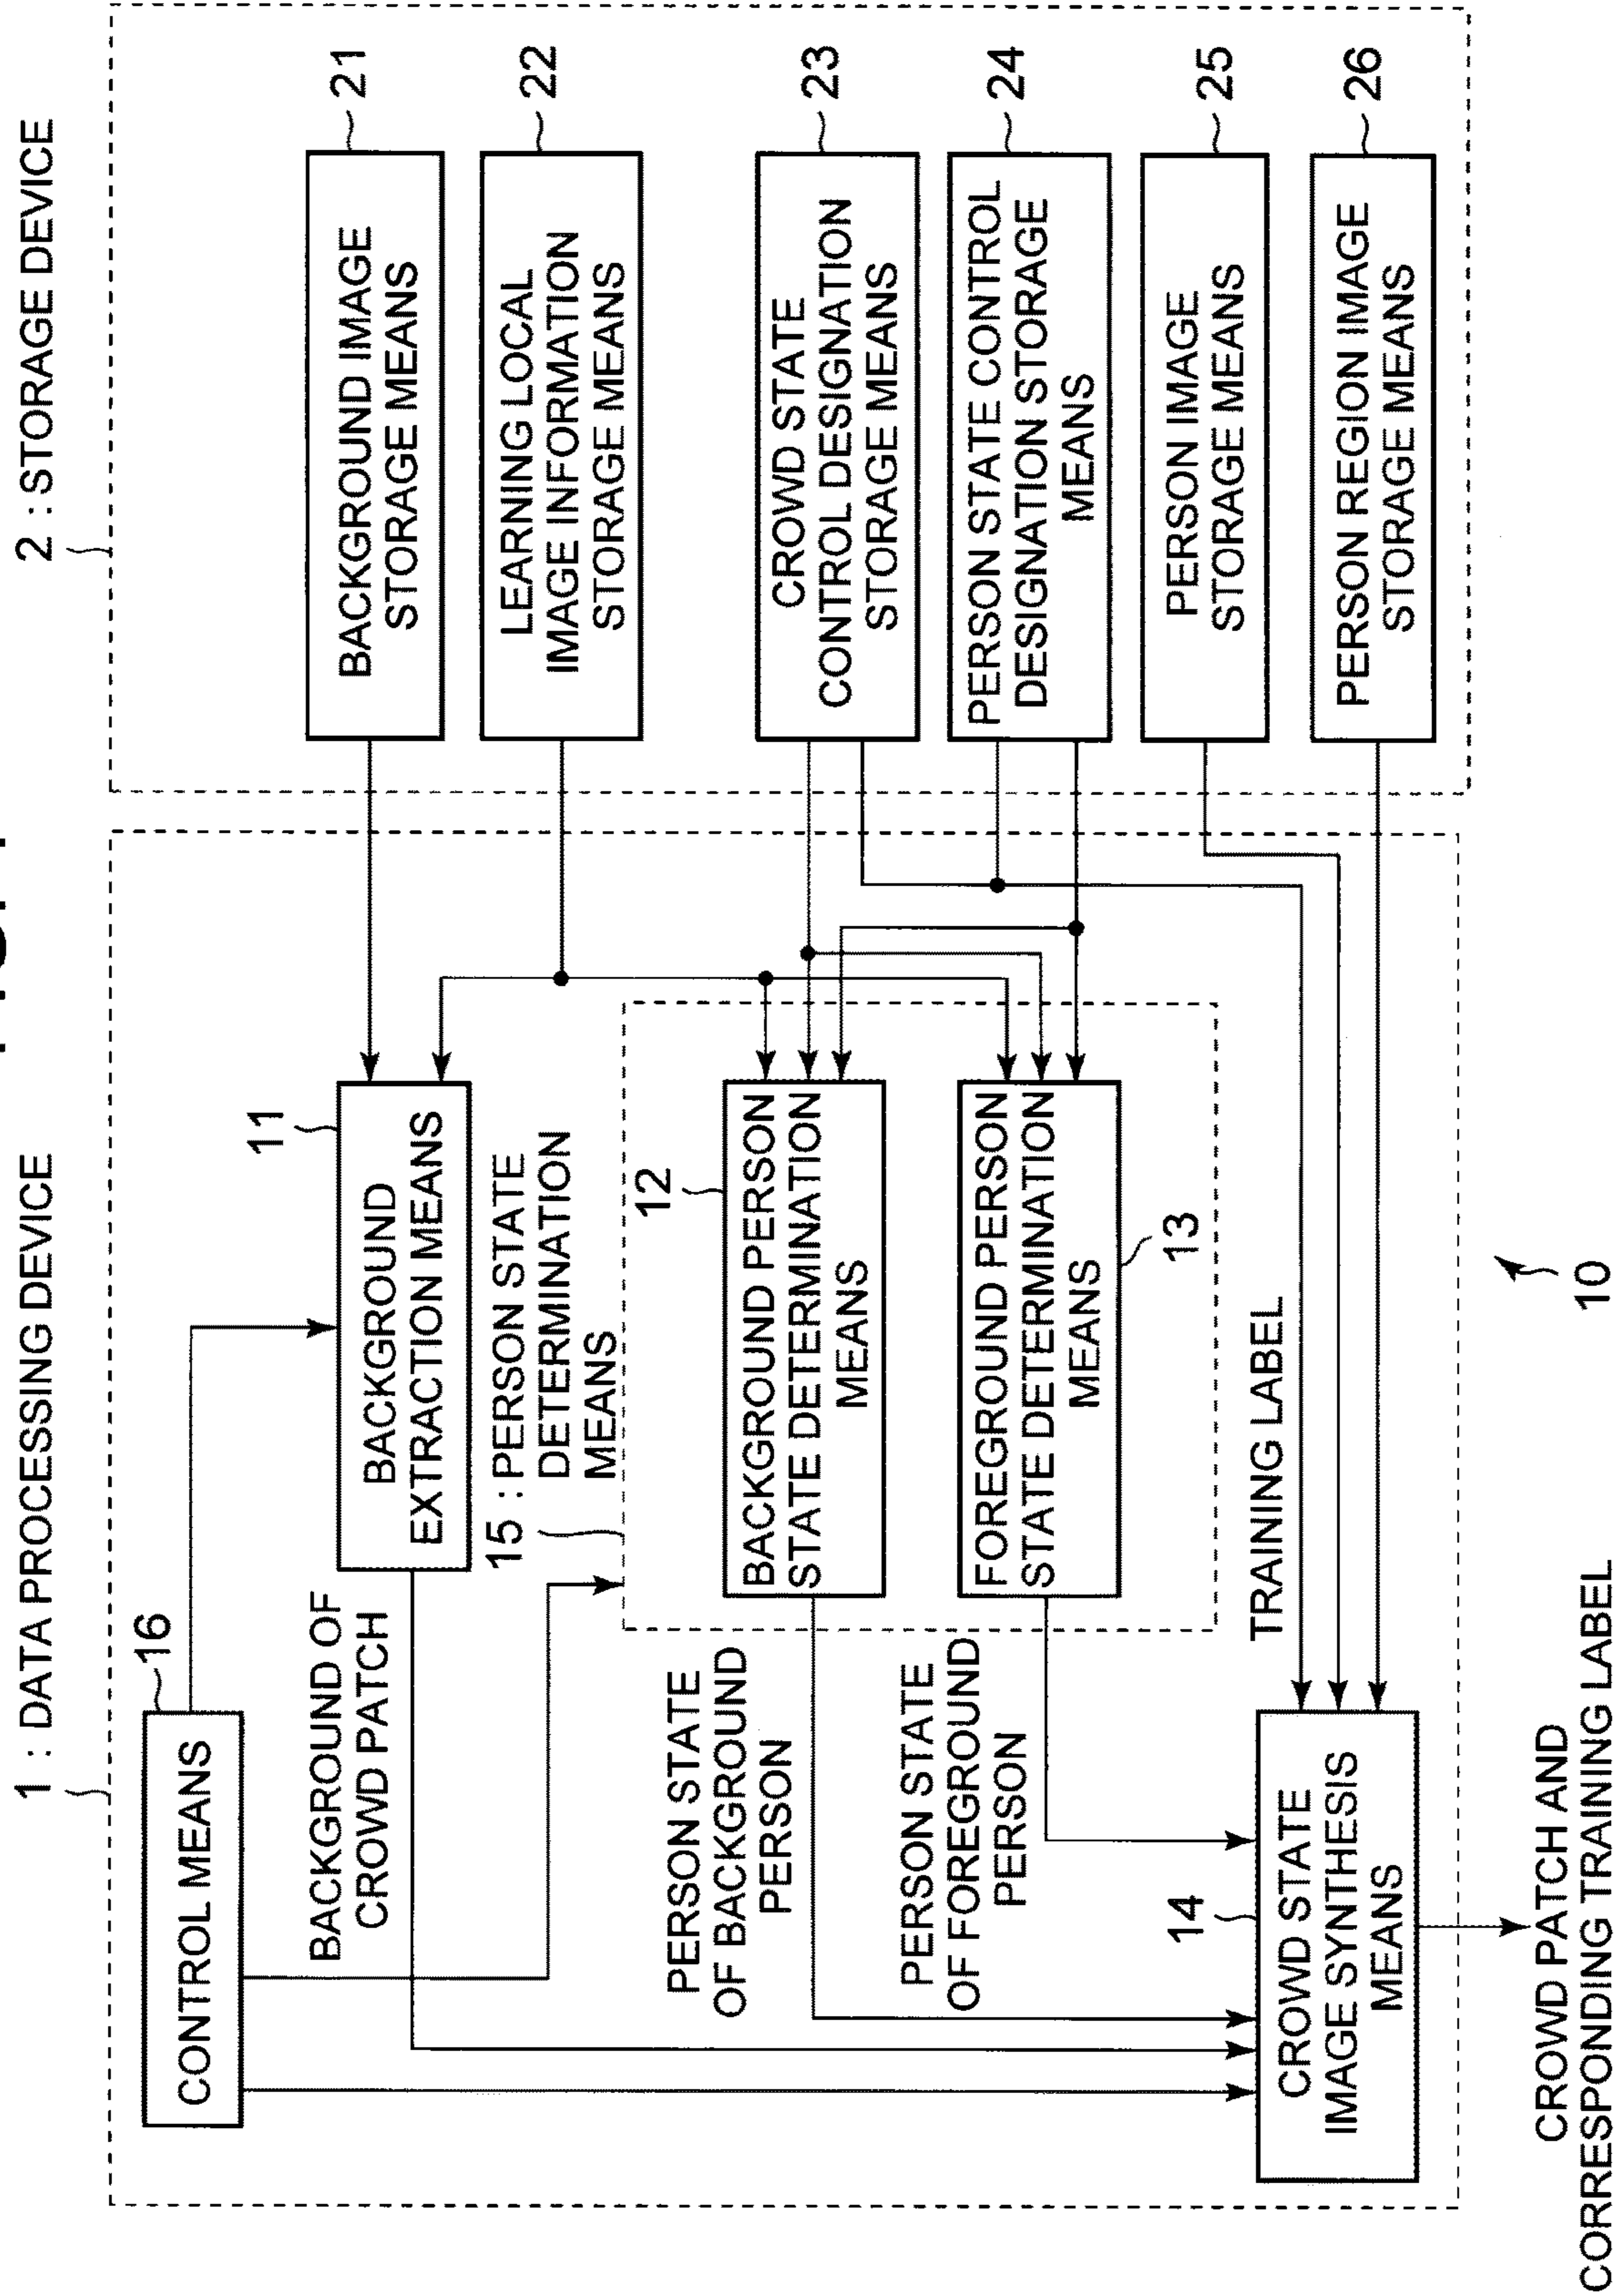 1 : DATA PROCESSING DEVICE
2 : STORAGE DEVICE
16
CONTROL MEANS
11
BACKGROUND
EXTRACTION MEANS
BACKGROUND OF
CROWD PATCH
15 : PERSON STATE
DETERMINATION
MEANS
12
BACKGROUND PERSON
STATE DETERMINATION
MEANS
PERSON STATE
OF BACKGROUND
PERSON
FOREGROUND PERSON
STATE DETERMINATION
MEANS
13
PERSON STATE
OF FOREGROUND
PERSON
TRAINING LABEL
14
CROWD STATE
IMAGE SYNTHESIS
MEANS
CROWD PATCH AND
CORRESPONDING TRAINING LABEL
10
BACKGROUND IMAGE
STORAGE MEANS
21
LEARNING LOCAL
IMAGE INFORMATION
STORAGE MEANS
22
CROWD STATE
CONTROL DESIGNATION
STORAGE MEANS
23
PERSON STATE CONTROL
DESIGNATION STORAGE
MEANS
24
PERSON IMAGE
STORAGE MEANS
25
PERSON REGION IMAGE
STORAGE MEANS
26